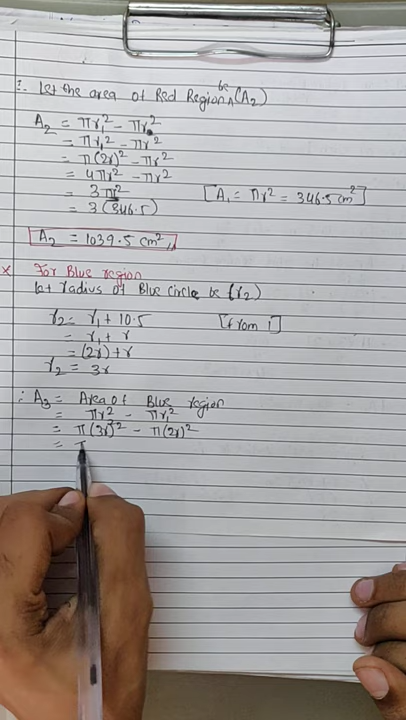 Let the area of Red Region be (A₂)
A₂ = πr₁² - πr²
= πr₁² - πr²
= π(2r)² - πr²
= 4πr² - πr²
= 3πr² [A₁ = πr² = 346.5 cm²]
= 3(346.5)
A₂ = 1039.5 cm²
× For Blue region
let radius of Blue Circle be (r₂)
r₂ = r₁ + 10.5 [from 1]
= r₁ + r
= (2r) + r
r₂ = 3r
∴ A₃ = Area of Blue region
= πr₂² - πr₁²
= π(3r)² - π(2r)²
=